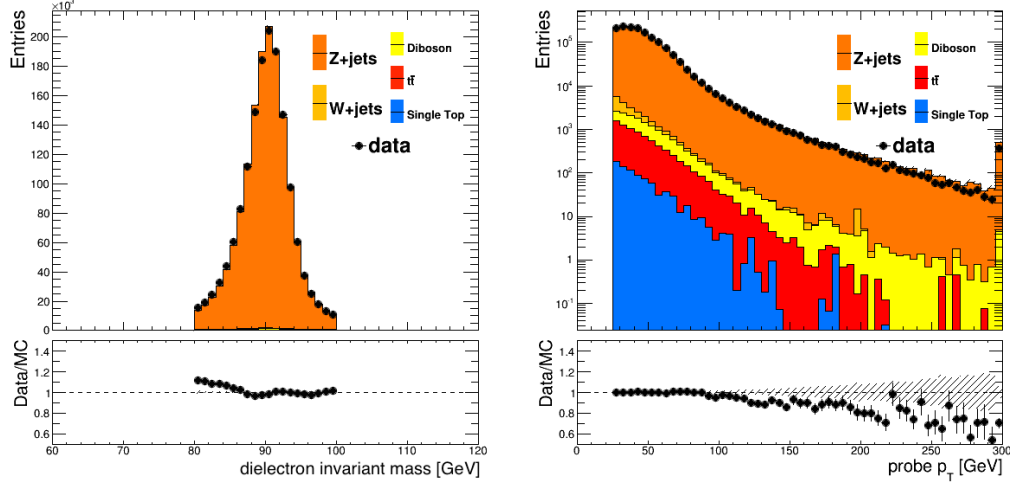 ×10³
Entries
200
180
160
140
120
100
80
60
40
20
0
Z+jets
W+jets
Diboson
tt̄
Single Top
data
Data/MC
1.4
1.2
1
0.8
0.6
60 70 80 90 100 110 120
dielectron invariant mass [GeV]
Entries
10⁵
10⁴
10³
10²
10
1
10⁻¹
Z+jets
W+jets
Diboson
tt̄
Single Top
data
Data/MC
1.4
1.2
1
0.8
0.6
0 50 100 150 200 250 300
probe p_T [GeV]